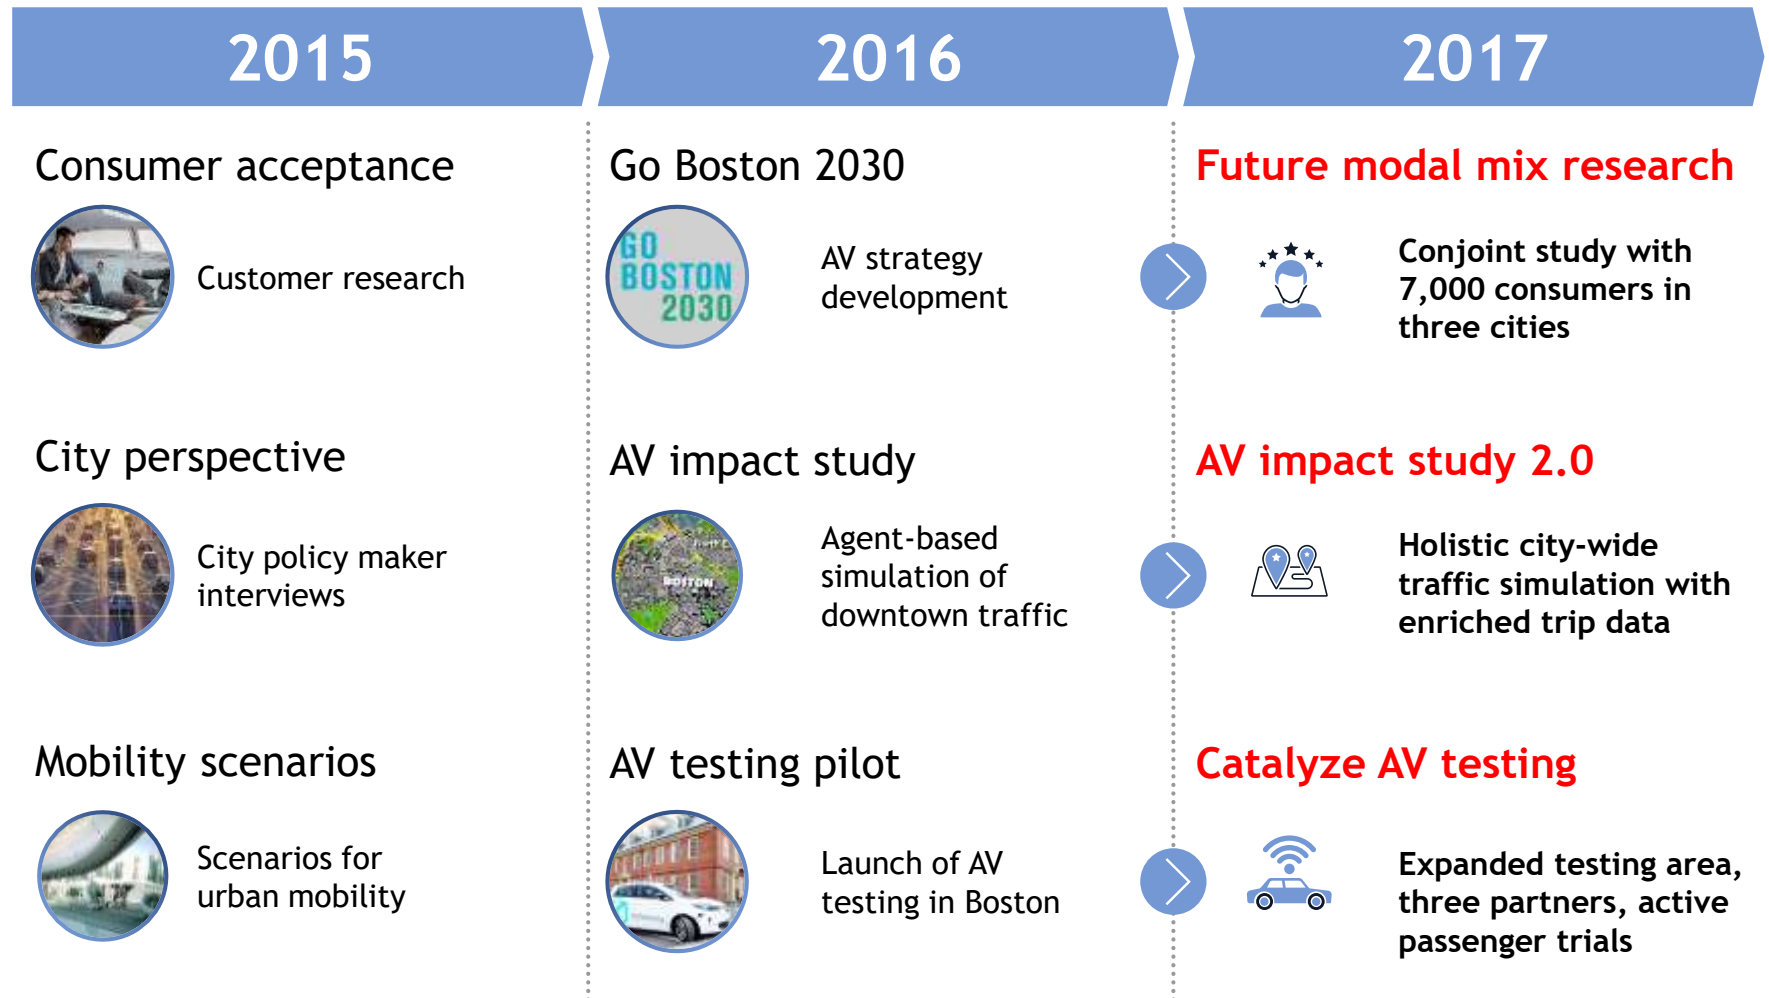 2015
2016
2017
Consumer acceptance
Customer research
Go Boston 2030
GO
BOSTON
2030
AV strategy
development
Future modal mix research
Conjoint study with
7,000 consumers in
three cities
City perspective
City policy maker
interviews
AV impact study
BOSTON
Agent-based
simulation of
downtown traffic
AV impact study 2.0
Holistic city-wide
traffic simulation with
enriched trip data
Mobility scenarios
Scenarios for
urban mobility
AV testing pilot
Launch of AV
testing in Boston
Catalyze AV testing
Expanded testing area,
three partners, active
passenger trials